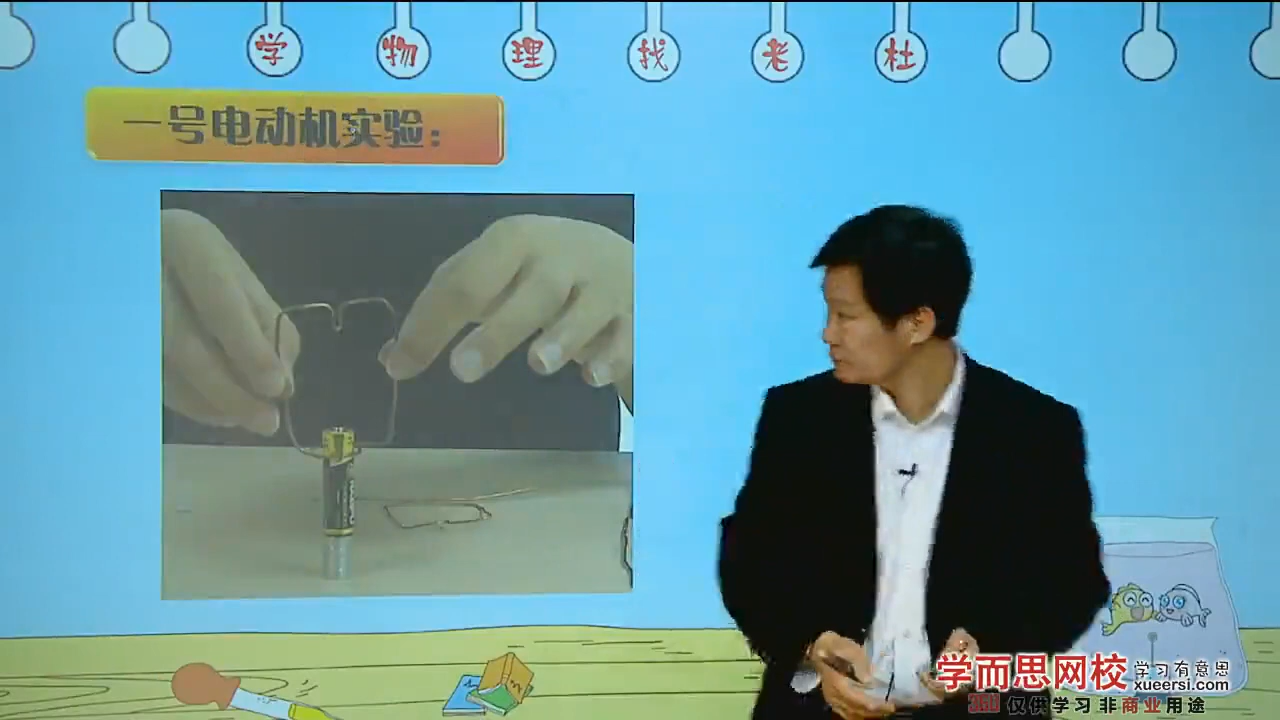 学物理找老杜
一号电动机实验：
学而思网校 学习有意思
xueersi.com
360 仅供学习 非商业用途